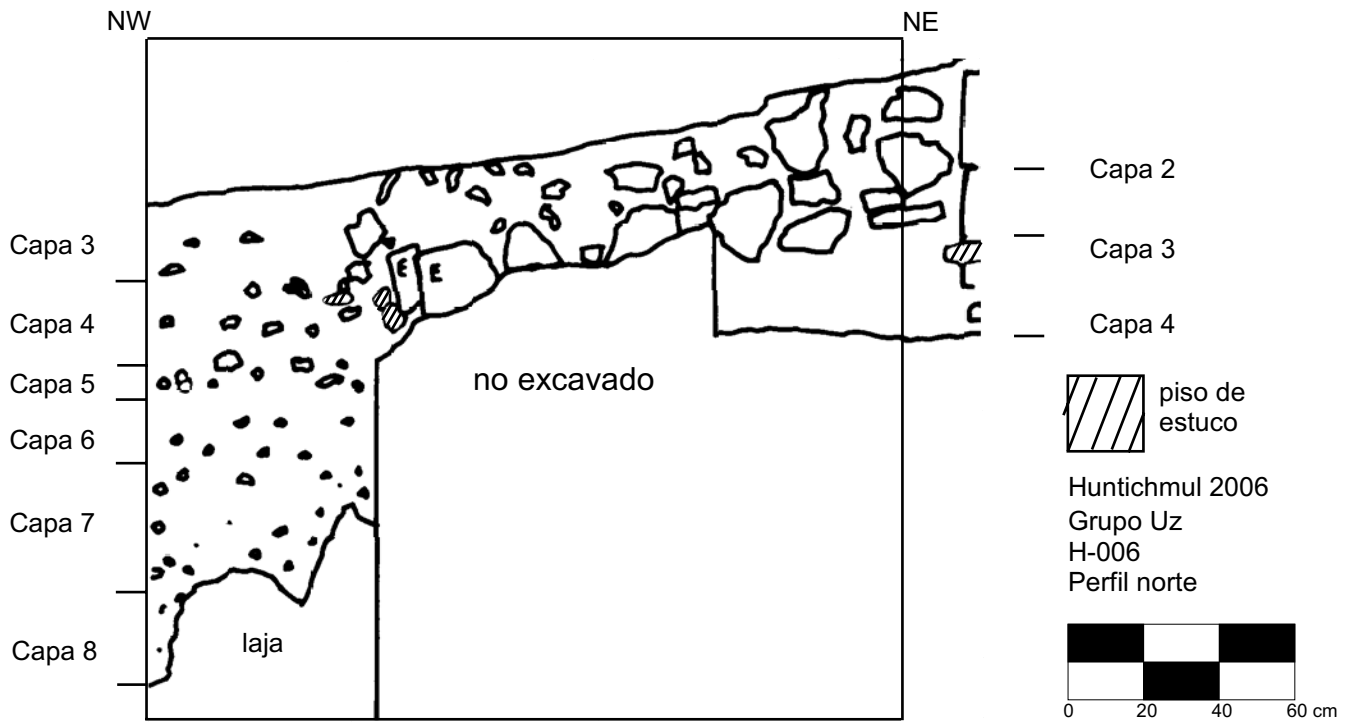 NW
NE
Capa 3
Capa 4
Capa 5
Capa 6
Capa 7
Capa 8
E
E
no excavado
laja
Capa 2
Capa 3
Capa 4
piso de
estuco
Huntichmul 2006
Grupo Uz
H-006
Perfil norte
0 20 40 60 cm